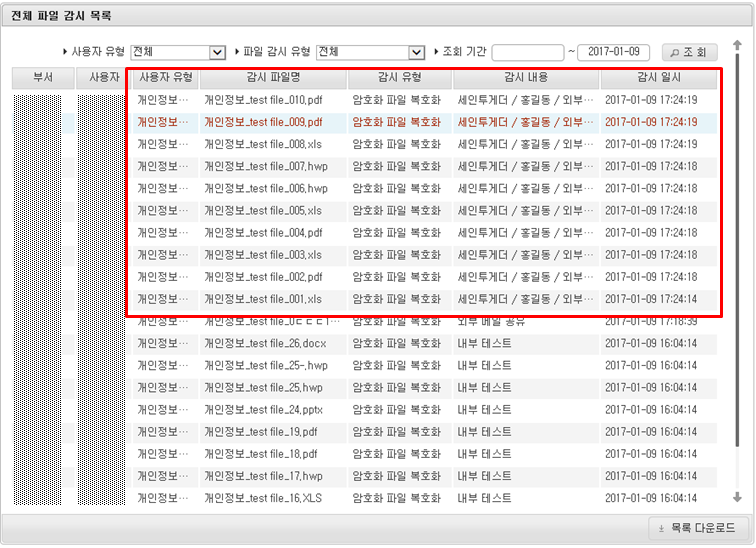 전체 파일 감시 목록
사용자 유형 전체 파일 감시 유형 전체 조회 기간 ~ 2017-01-09 조 회
부서 사용자 사용자 유형 감시 파일명 감시 유형 감시 내용 감시 일시
개인정보… 개인정보_test file_010.pdf 암호화 파일 복호화 세인투게더 / 홍길동 / 외부… 2017-01-09 17:24:19
개인정보… 개인정보_test file_009.pdf 암호화 파일 복호화 세인투게더 / 홍길동 / 외부… 2017-01-09 17:24:19
개인정보… 개인정보_test file_008.xls 암호화 파일 복호화 세인투게더 / 홍길동 / 외부… 2017-01-09 17:24:19
개인정보… 개인정보_test file_007.hwp 암호화 파일 복호화 세인투게더 / 홍길동 / 외부… 2017-01-09 17:24:18
개인정보… 개인정보_test file_006.hwp 암호화 파일 복호화 세인투게더 / 홍길동 / 외부… 2017-01-09 17:24:18
개인정보… 개인정보_test file_005.xls 암호화 파일 복호화 세인투게더 / 홍길동 / 외부… 2017-01-09 17:24:18
개인정보… 개인정보_test file_004.pdf 암호화 파일 복호화 세인투게더 / 홍길동 / 외부… 2017-01-09 17:24:18
개인정보… 개인정보_test file_003.xls 암호화 파일 복호화 세인투게더 / 홍길동 / 외부… 2017-01-09 17:24:18
개인정보… 개인정보_test file_002.pdf 암호화 파일 복호화 세인투게더 / 홍길동 / 외부… 2017-01-09 17:24:18
개인정보… 개인정보_test file_001.xls 암호화 파일 복호화 세인투게더 / 홍길동 / 외부… 2017-01-09 17:24:14
개인정보… 개인정보_test 암호화 파일 복호화 외부 메일 공유 2017-01-09 17:18:39
개인정보… 개인정보_test file_26.docx 암호화 파일 복호화 내부 테스트 2017-01-09 16:04:14
개인정보… 개인정보_test file_25-.hwp 암호화 파일 복호화 내부 테스트 2017-01-09 16:04:14
개인정보… 개인정보_test file_25.hwp 암호화 파일 복호화 내부 테스트 2017-01-09 16:04:14
개인정보… 개인정보_test file_24.pptx 암호화 파일 복호화 내부 테스트 2017-01-09 16:04:14
개인정보… 개인정보_test file_19.pdf 암호화 파일 복호화 내부 테스트 2017-01-09 16:04:14
개인정보… 개인정보_test file_18.pdf 암호화 파일 복호화 내부 테스트 2017-01-09 16:04:14
개인정보… 개인정보_test file_17.hwp 암호화 파일 복호화 내부 테스트 2017-01-09 16:04:14
개인정보… 개인정보_test file_16.XLS 암호화 파일 복호화 내부 테스트 2017-01-09 16:04:14
목록 다운로드